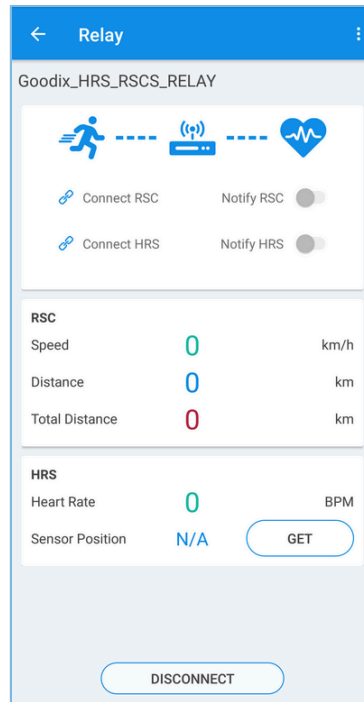 Relay
Goodix_HRS_RSCS_RELAY
Connect RSC Notify RSC
Connect HRS Notify HRS
RSC
Speed 0 km/h
Distance 0 km
Total Distance 0 km
HRS
Heart Rate 0 BPM
Sensor Position N/A GET
DISCONNECT